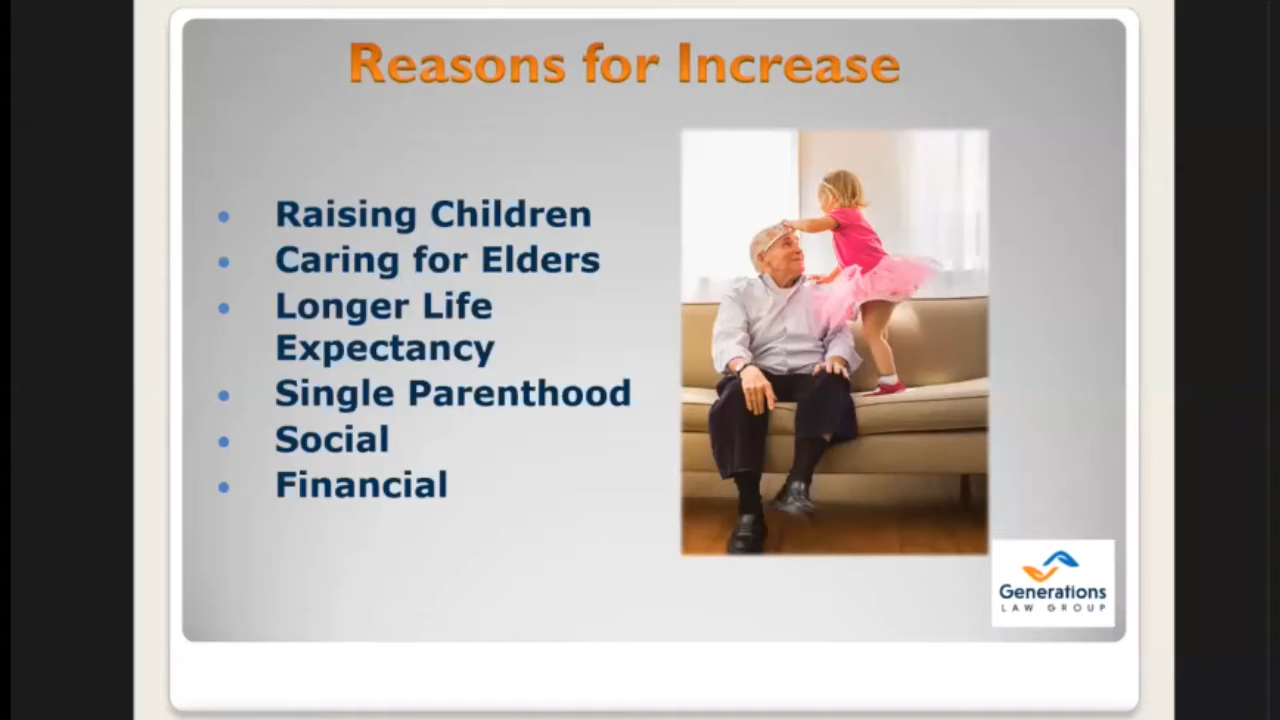 Reasons for Increase
• Raising Children
• Caring for Elders
• Longer Life
Expectancy
• Single Parenthood
• Social
• Financial
Generations
LAW GROUP